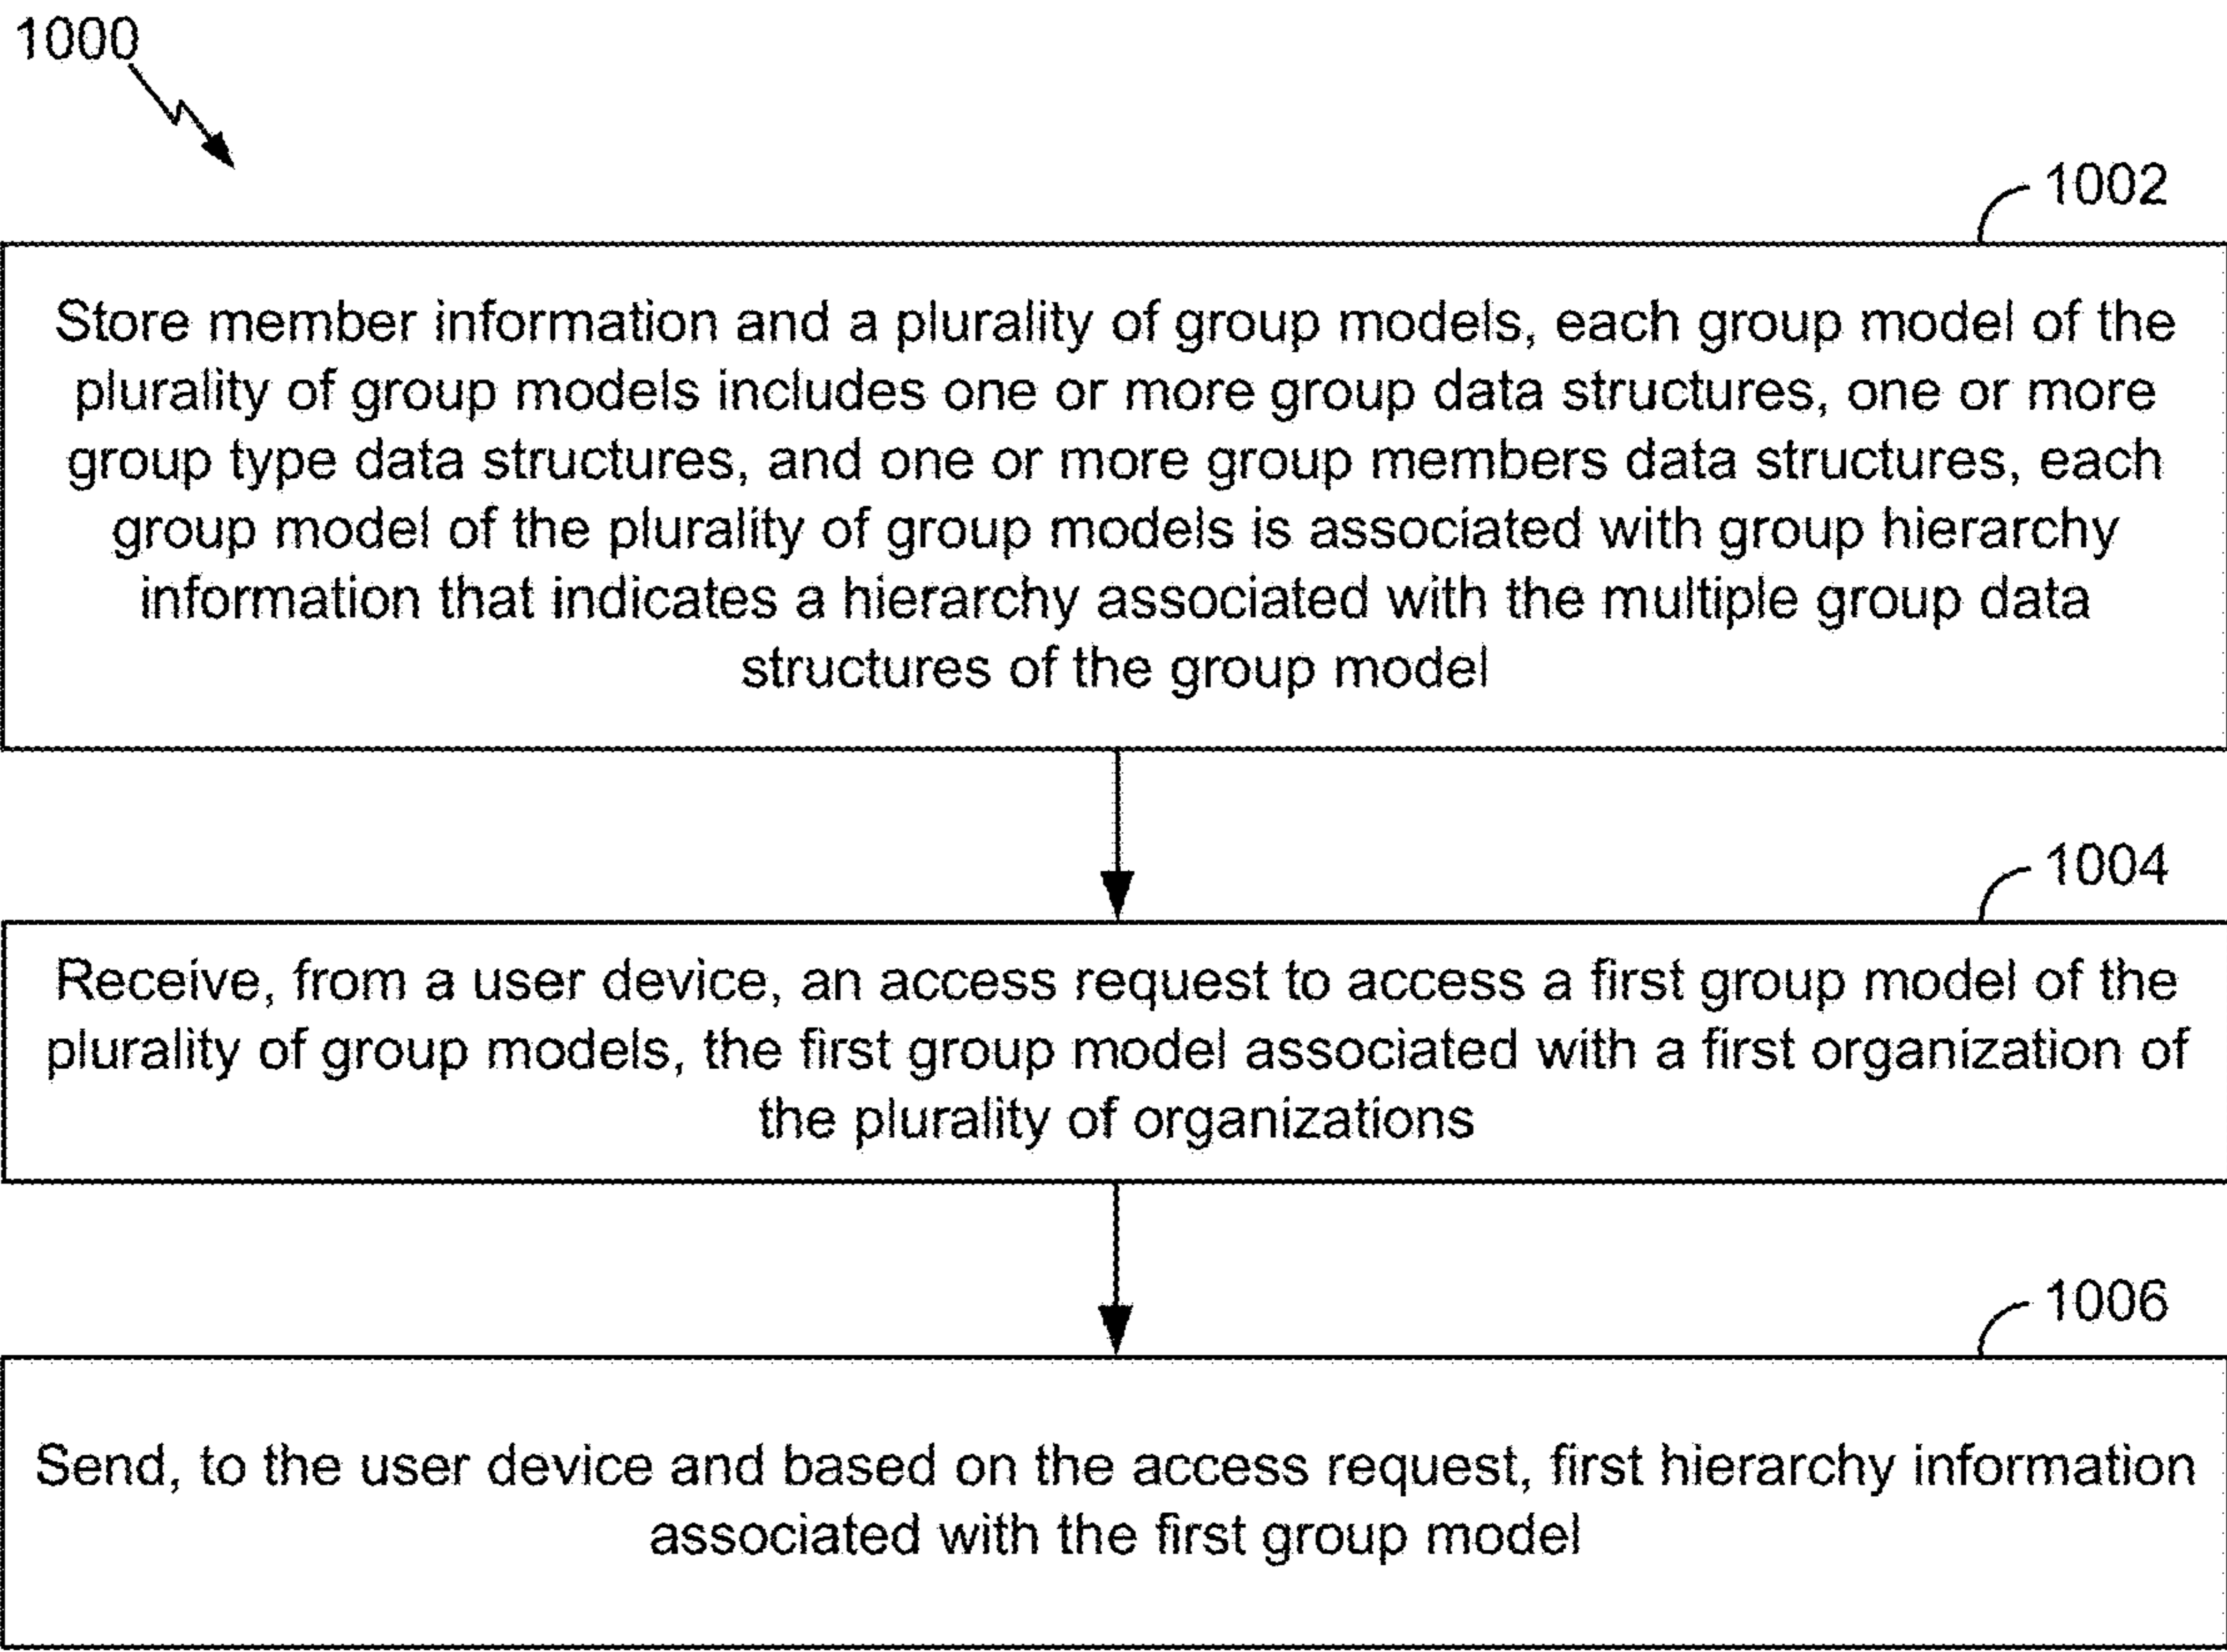 1000
1002
Store member information and a plurality of group models, each group model of the
plurality of group models includes one or more group data structures, one or more
group type data structures, and one or more group members data structures, each
group model of the plurality of group models is associated with group hierarchy
information that indicates a hierarchy associated with the multiple group data
structures of the group model
1004
Receive, from a user device, an access request to access a first group model of the
plurality of group models, the first group model associated with a first organization of
the plurality of organizations
1006
Send, to the user device and based on the access request, first hierarchy information
associated with the first group model